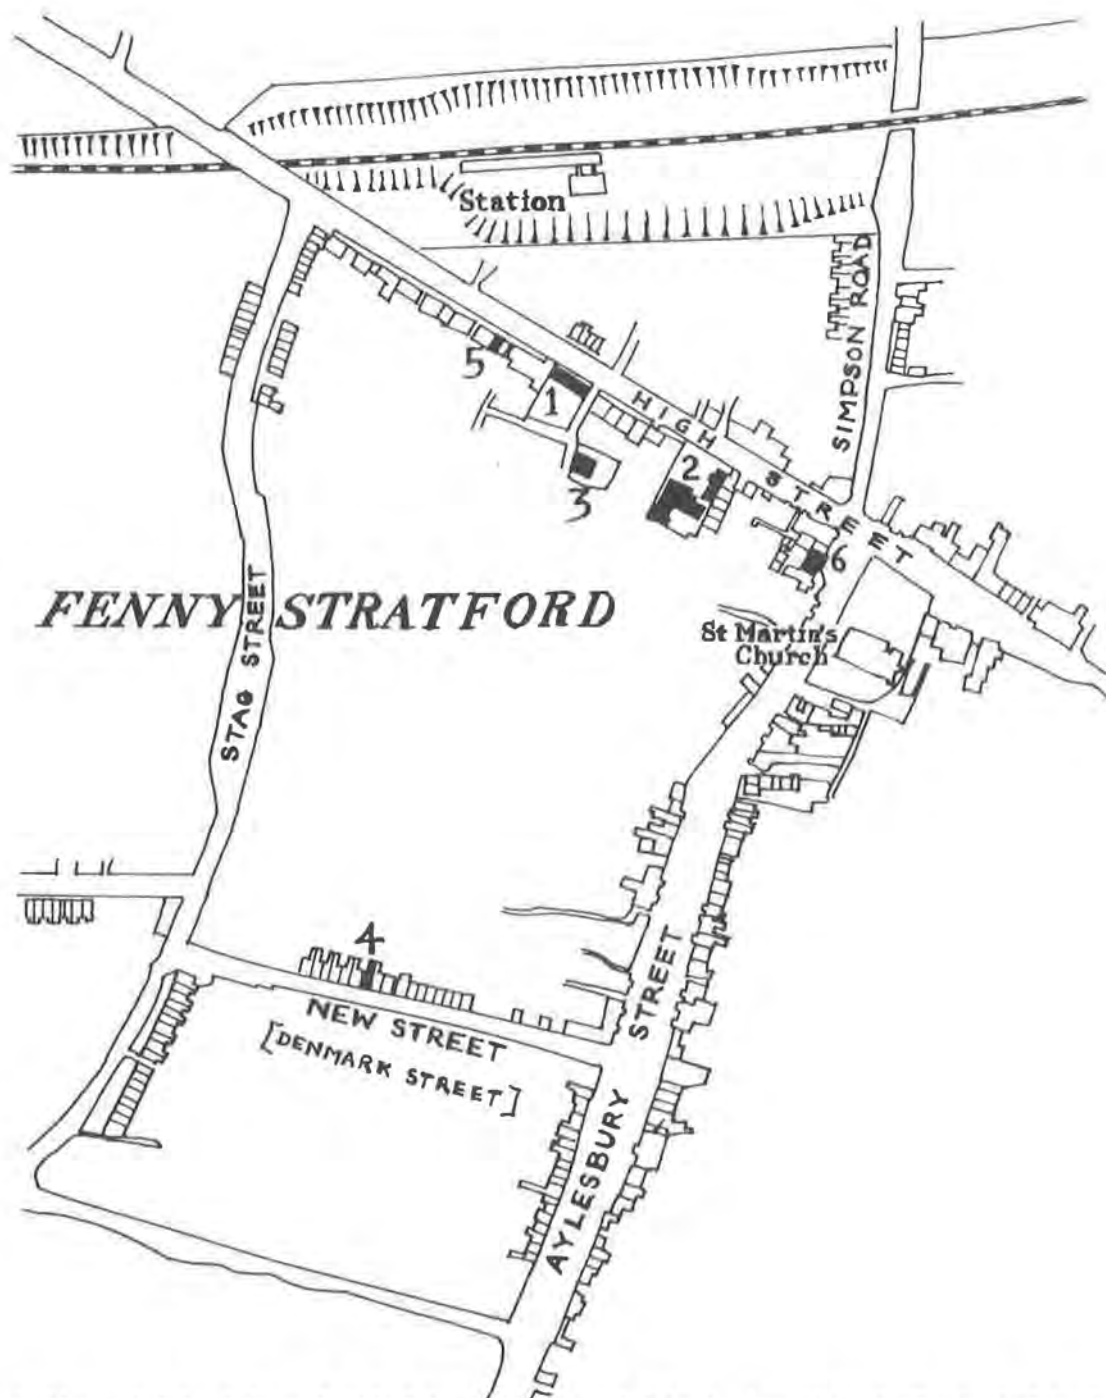 Station
SIMPSON ROAD
5
1
HIGH STREET
2
3
6
FENNY STRATFORD
St Martin's
Church
STAG STREET
4
NEW STREET
[DENMARK STREET]
AYLESBURY STREET